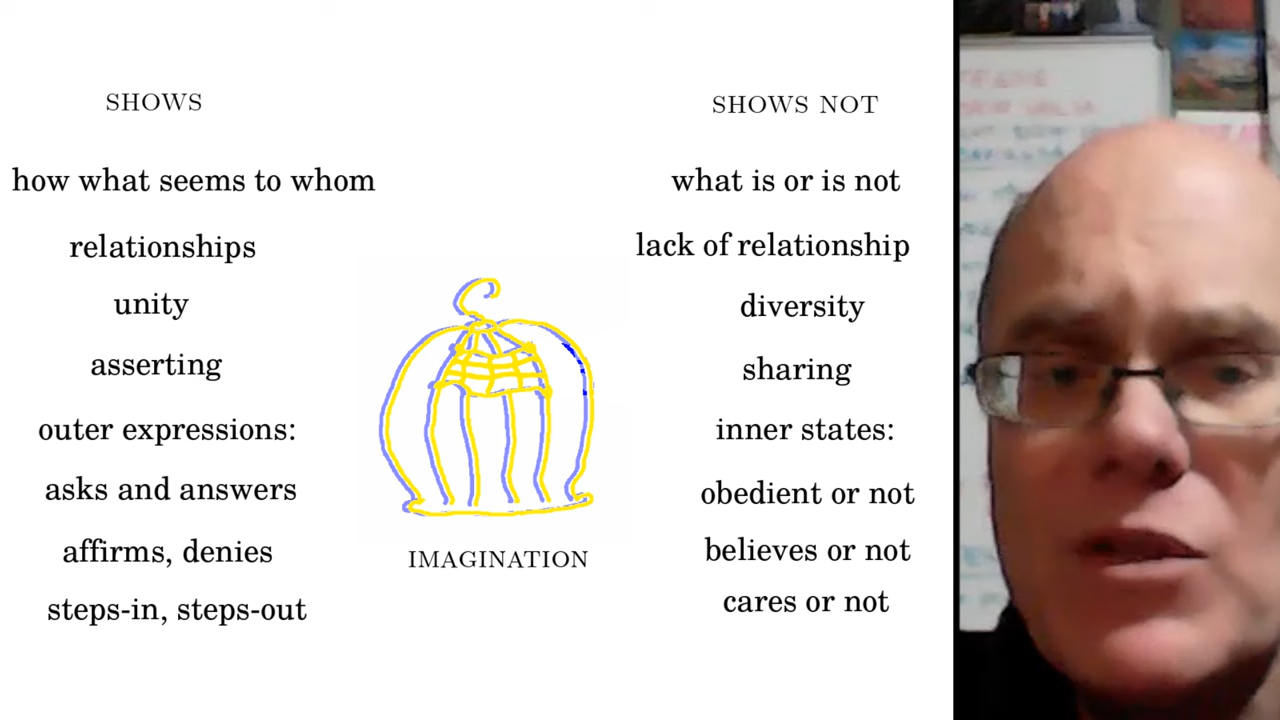 SHOWS
how what seems to whom
relationships
unity
asserting
outer expressions:
asks and answers
affirms, denies
steps-in, steps-out
IMAGINATION
SHOWS NOT
what is or is not
lack of relationship
diversity
sharing
inner states:
obedient or not
believes or not
cares or not